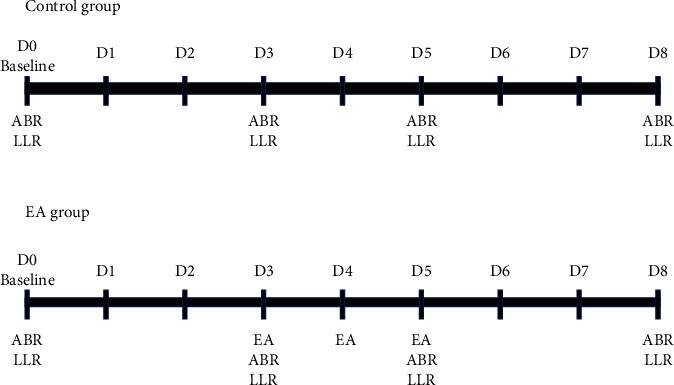 Control group
D0 D1 D2 D3 D4 D5 D6 D7 D8
Baseline
ABR ABR ABR ABR
LLR LLR LLR LLR
EA group
D0 D1 D2 D3 D4 D5 D6 D7 D8
Baseline
ABR EA EA EA ABR
LLR ABR ABR LLR
LLR LLR